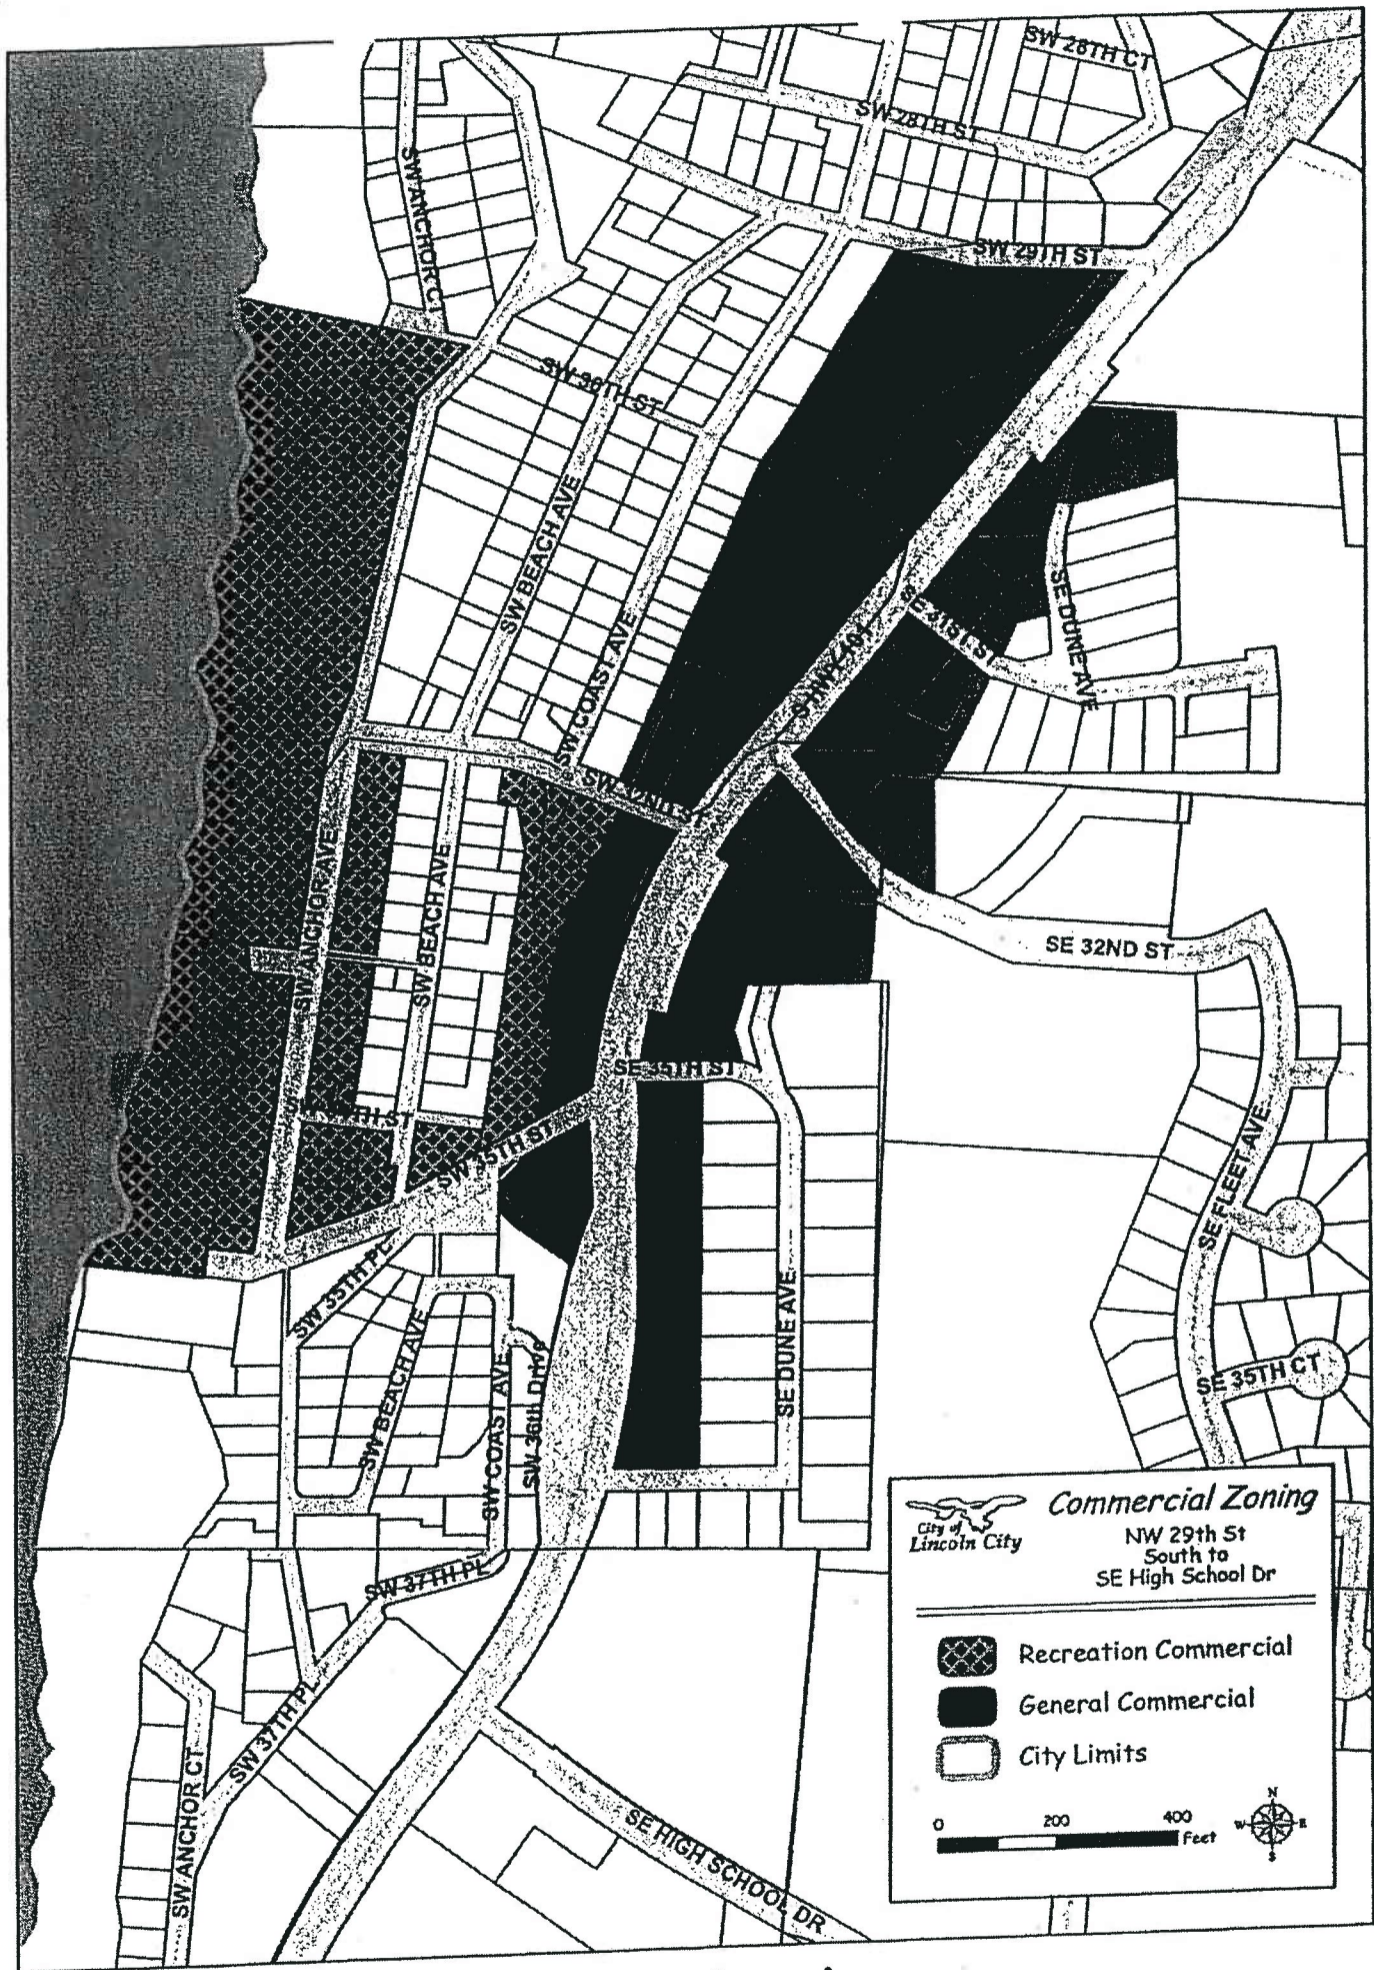 SW 28TH CT
SW 28TH ST
SW ANCHOR CT
SW 29TH ST
SW 30TH ST
SW BEACH AVE
SE DUNE AVE
SE 31ST ST
SW COAST AVE
S HWY 101
SW 32ND ST
SW ANCHOR AVE
SW BEACH AVE
SE 32ND ST
SE 35TH ST
SW 35TH ST
SE FLEET AVE
SW 35TH PL
SW BEACH AVE
SW COAST AVE
SW 36th Drive
SE DUNE AVE
SE 35TH CT
SW 37TH PL
SW 37TH PL
SW ANCHOR CT
SE HIGH SCHOOL DR
City of
Lincoln City
Commercial Zoning
NW 29th St
South to
SE High School Dr
Recreation Commercial
General Commercial
City Limits
0 200 400
Feet
N
W E
S